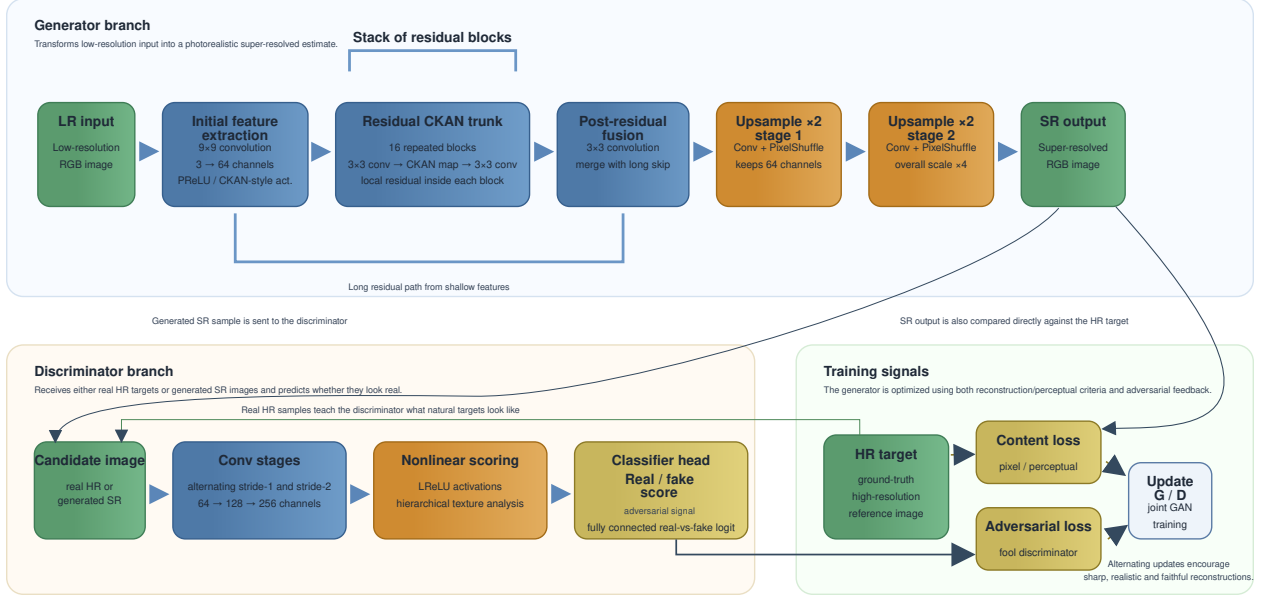 Generator branch
Transforms low-resolution input into a photorealistic super-resolved estimate.
Stack of residual blocks
LR input
Low-resolution
RGB image
Initial feature
extraction
9×9 convolution
3 → 64 channels
PReLU / CKAN-style act.
Residual CKAN trunk
16 repeated blocks
3×3 conv → CKAN map → 3×3 conv
local residual inside each block
Post-residual
fusion
3×3 convolution
merge with long skip
Upsample ×2
stage 1
Conv + PixelShuffle
keeps 64 channels
Upsample ×2
stage 2
Conv + PixelShuffle
overall scale ×4
SR output
Super-resolved
RGB image
Long residual path from shallow features
Generated SR sample is sent to the discriminator
SR output is also compared directly against the HR target
Discriminator branch
Receives either real HR targets or generated SR images and predicts whether they look real.
Real HR samples teach the discriminator what natural targets look like
Candidate image
real HR or
generated SR
Conv stages
alternating stride-1 and stride-2
64 → 128 → 256 channels
Nonlinear scoring
LReLU activations
hierarchical texture analysis
Classifier head
Real / fake
score
adversarial signal
fully connected real-vs-fake logit
Training signals
The generator is optimized using both reconstruction/perceptual criteria and adversarial feedback.
HR target
ground-truth
high-resolution
reference image
Content loss
pixel / perceptual
Adversarial loss
fool discriminator
Update
G / D
joint GAN
training
Alternating updates encourage
sharp, realistic and faithful reconstructions.